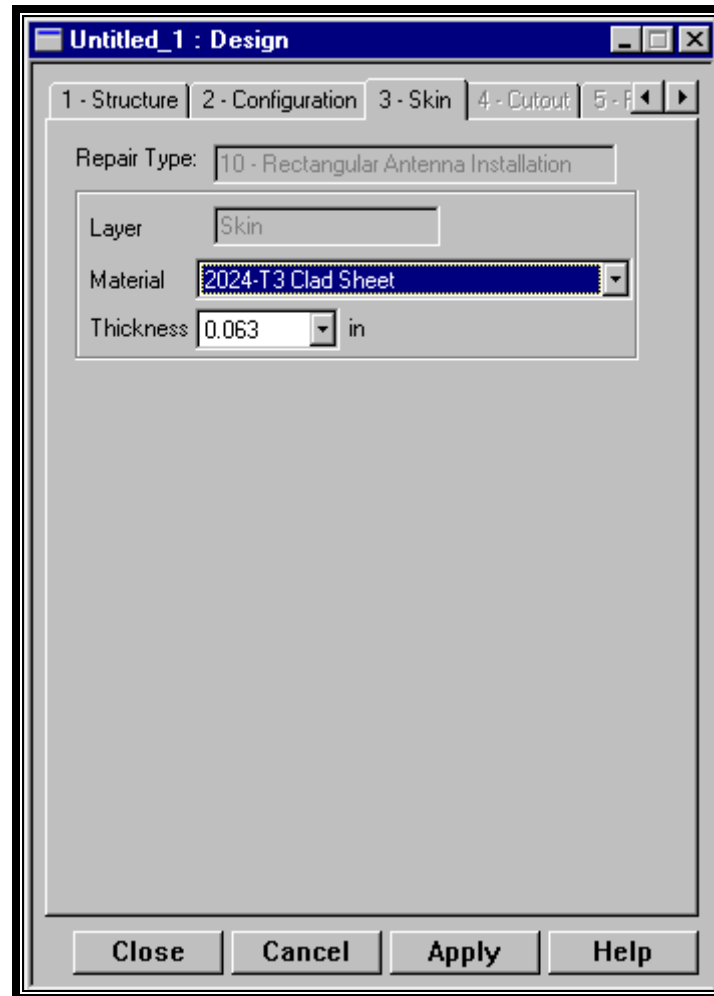 Untitled_1 : Design
1 - Structure 2 - Configuration 3 - Skin 4 - Cutout 5 - F
Repair Type: 10 - Rectangular Antenna Installation
Layer Skin
Material 2024-T3 Clad Sheet
Thickness 0.063 in
Close Cancel Apply Help